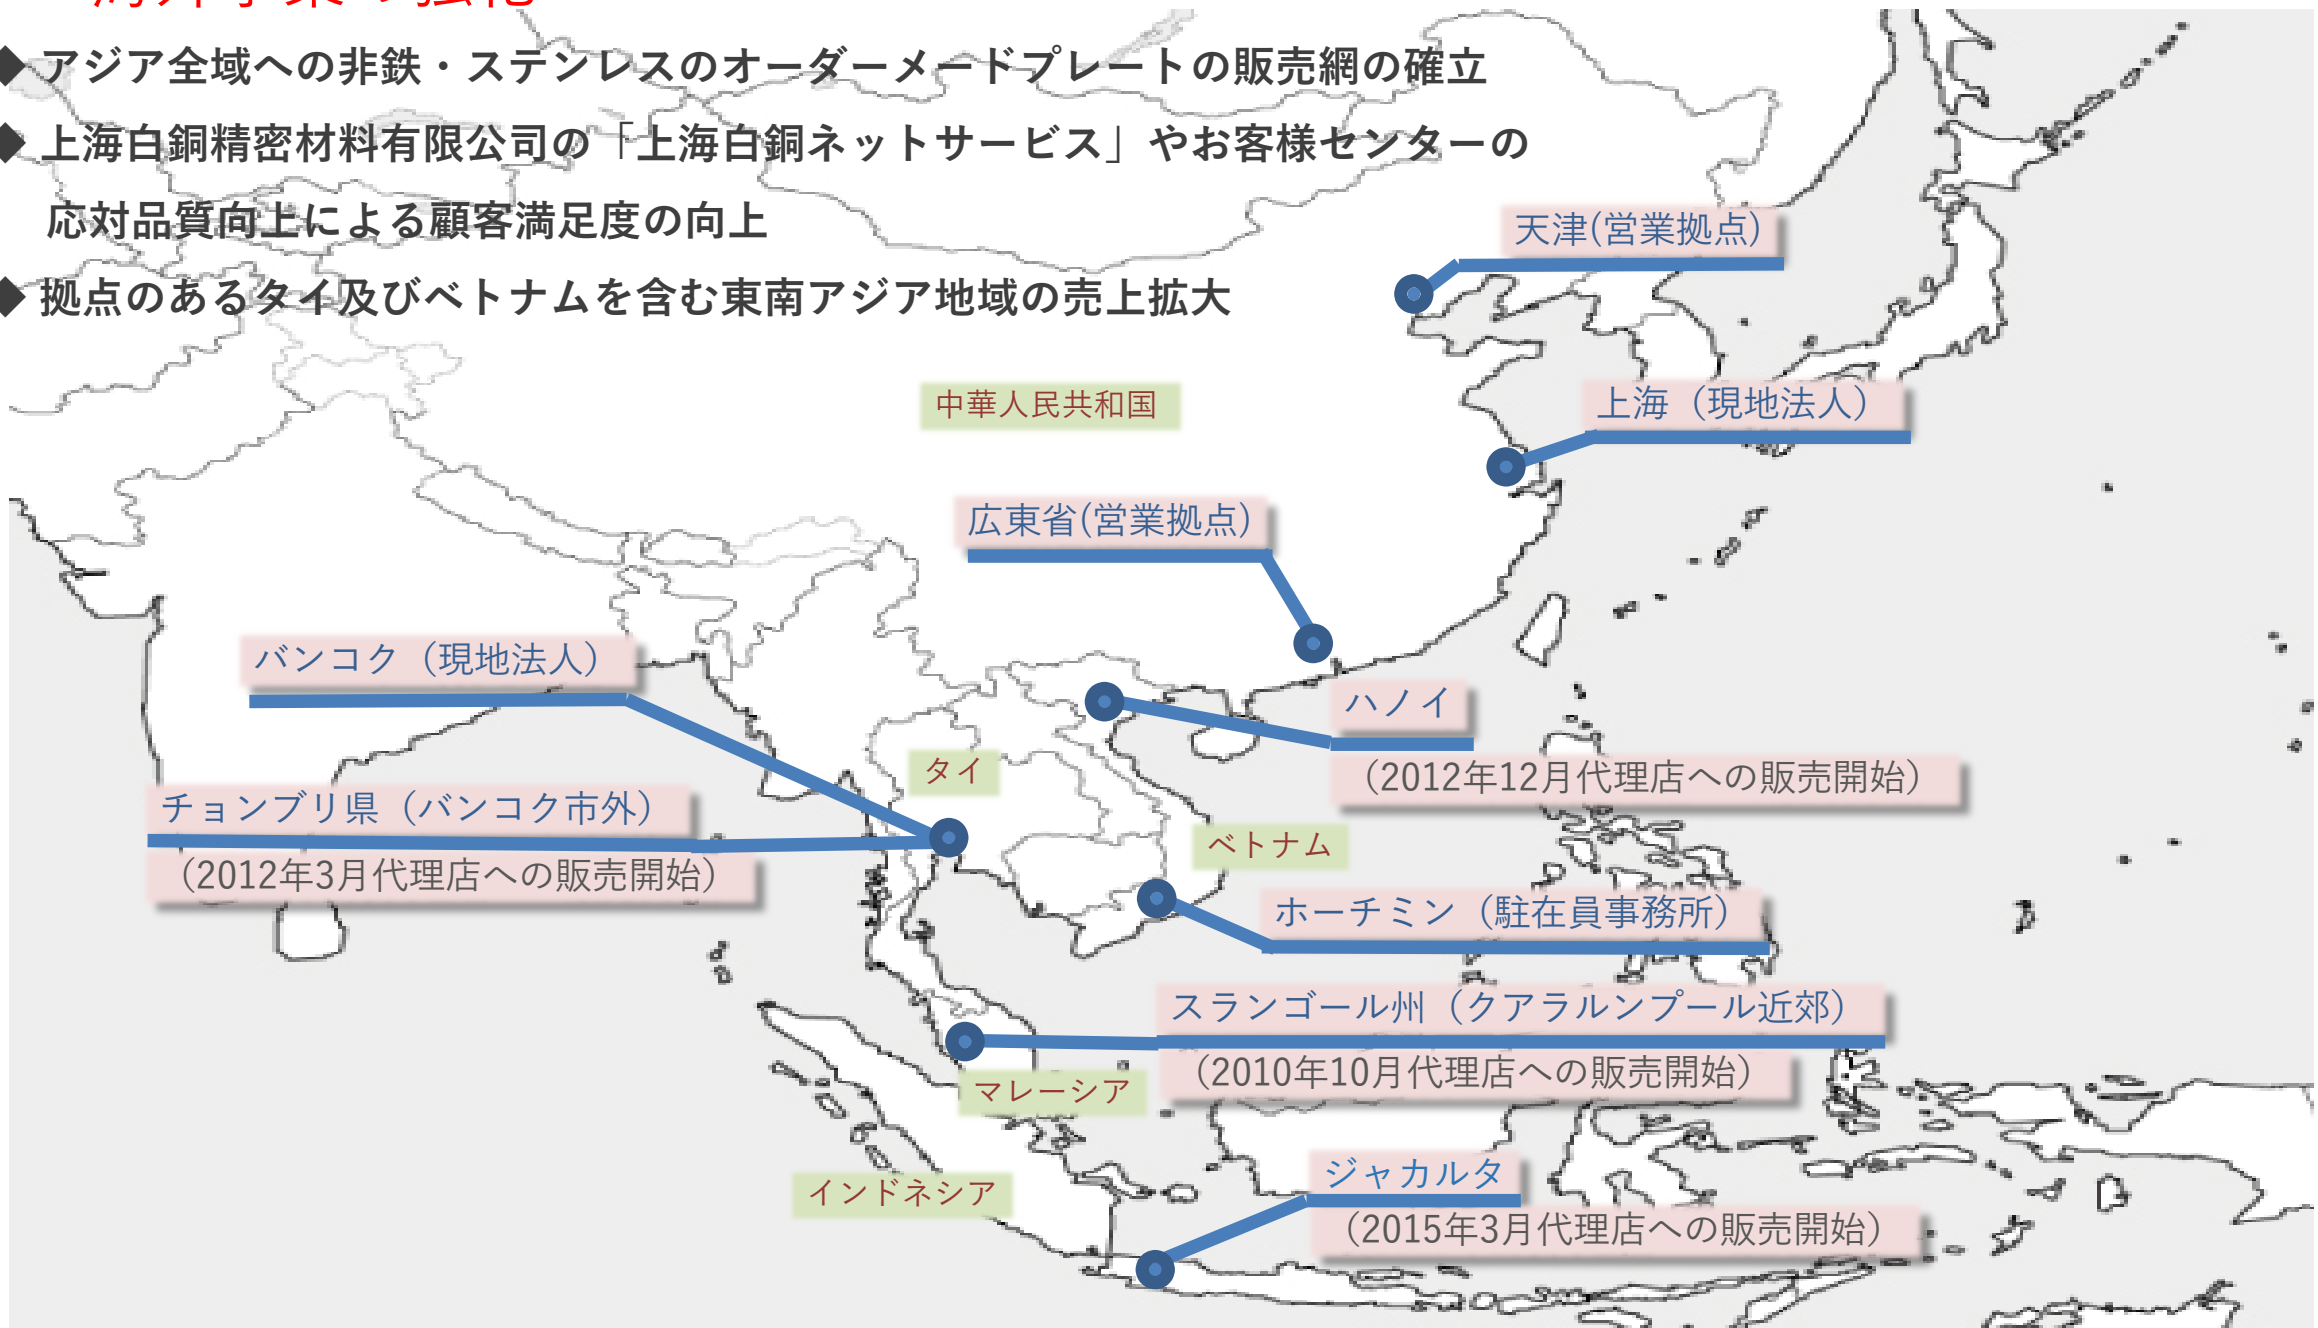 海外事業の強化
◆ アジア全域への非鉄・ステンレスのオーダーメードプレートの販売網の確立
◆ 上海白銅精密材料有限公司の「上海白銅ネットサービス」やお客様センターの
応対品質向上による顧客満足度の向上
◆ 拠点のあるタイ及びベトナムを含む東南アジア地域の売上拡大
天津(営業拠点)
中華人民共和国
上海（現地法人）
広東省(営業拠点)
バンコク（現地法人）
ハノイ
（2012年12月代理店への販売開始）
タイ
チョンブリ県（バンコク市外）
（2012年3月代理店への販売開始）
ベトナム
ホーチミン（駐在員事務所）
スランゴール州（クアラルンプール近郊）
（2010年10月代理店への販売開始）
マレーシア
インドネシア
ジャカルタ
（2015年3月代理店への販売開始）